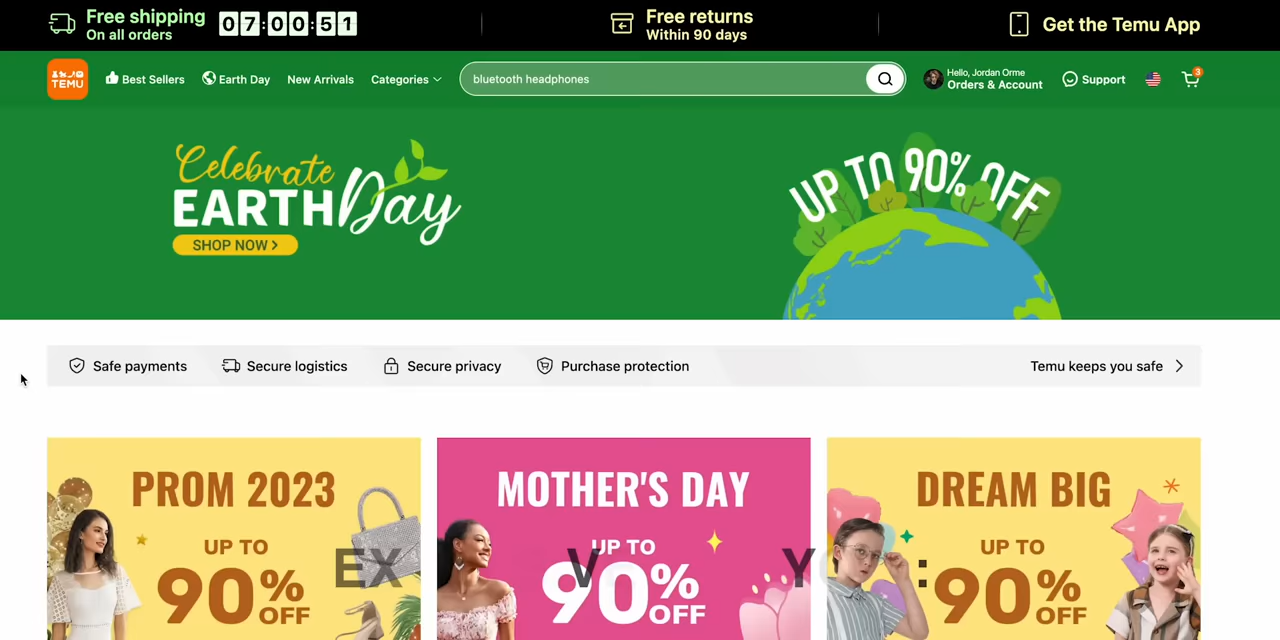 Free shipping
On all orders
07:00:51
Free returns
Within 90 days
Get the Temu App
TEMU
Best Sellers
Earth Day
New Arrivals
Categories
bluetooth headphones
Hello, Jordan Orme
Orders & Account
Support
3
Celebrate
EARTH Day
SHOP NOW
UP TO 90% OFF
Safe payments
Secure logistics
Secure privacy
Purchase protection
Temu keeps you safe
PROM 2023
UP TO
90%
OFF
MOTHER'S DAY
UP TO
90%
OFF
DREAM BIG
UP TO
90%
OFF